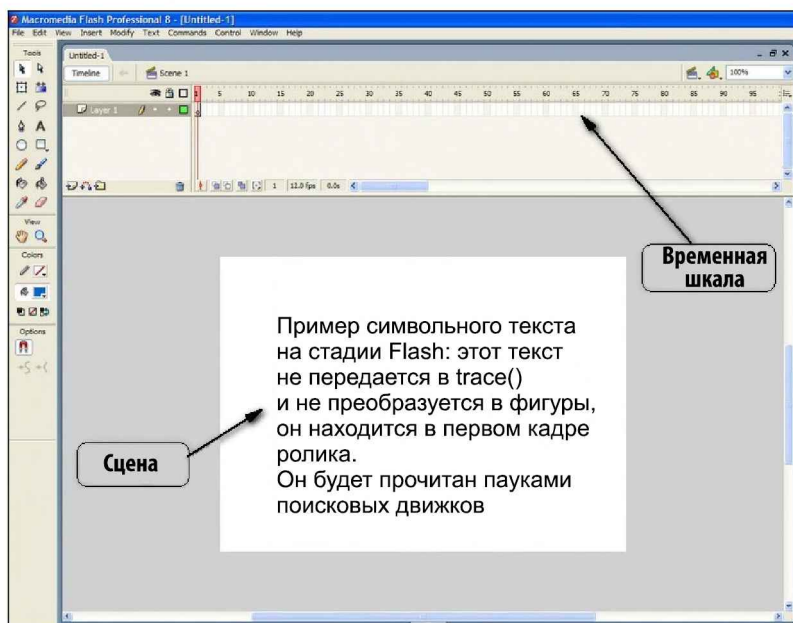 Macromedia Flash Professional 8 - [Untitled-1]
File Edit View Insert Modify Text Commands Control Window Help
Tools
Untitled-1
Timeline Scene 1 100%
1 5 10 15 20 25 30 35 40 45 50 55 60 65 70 75 80 85 90 95
Layer 1
1 12.0 fps 0.0s
View
Colors
Options
Временная
шкала
Пример символьного текста
на стадии Flash: этот текст
не передается в trace()
и не преобразуется в фигуры,
он находится в первом кадре
ролика.
Он будет прочитан пауками
поисковых движков
Сцена